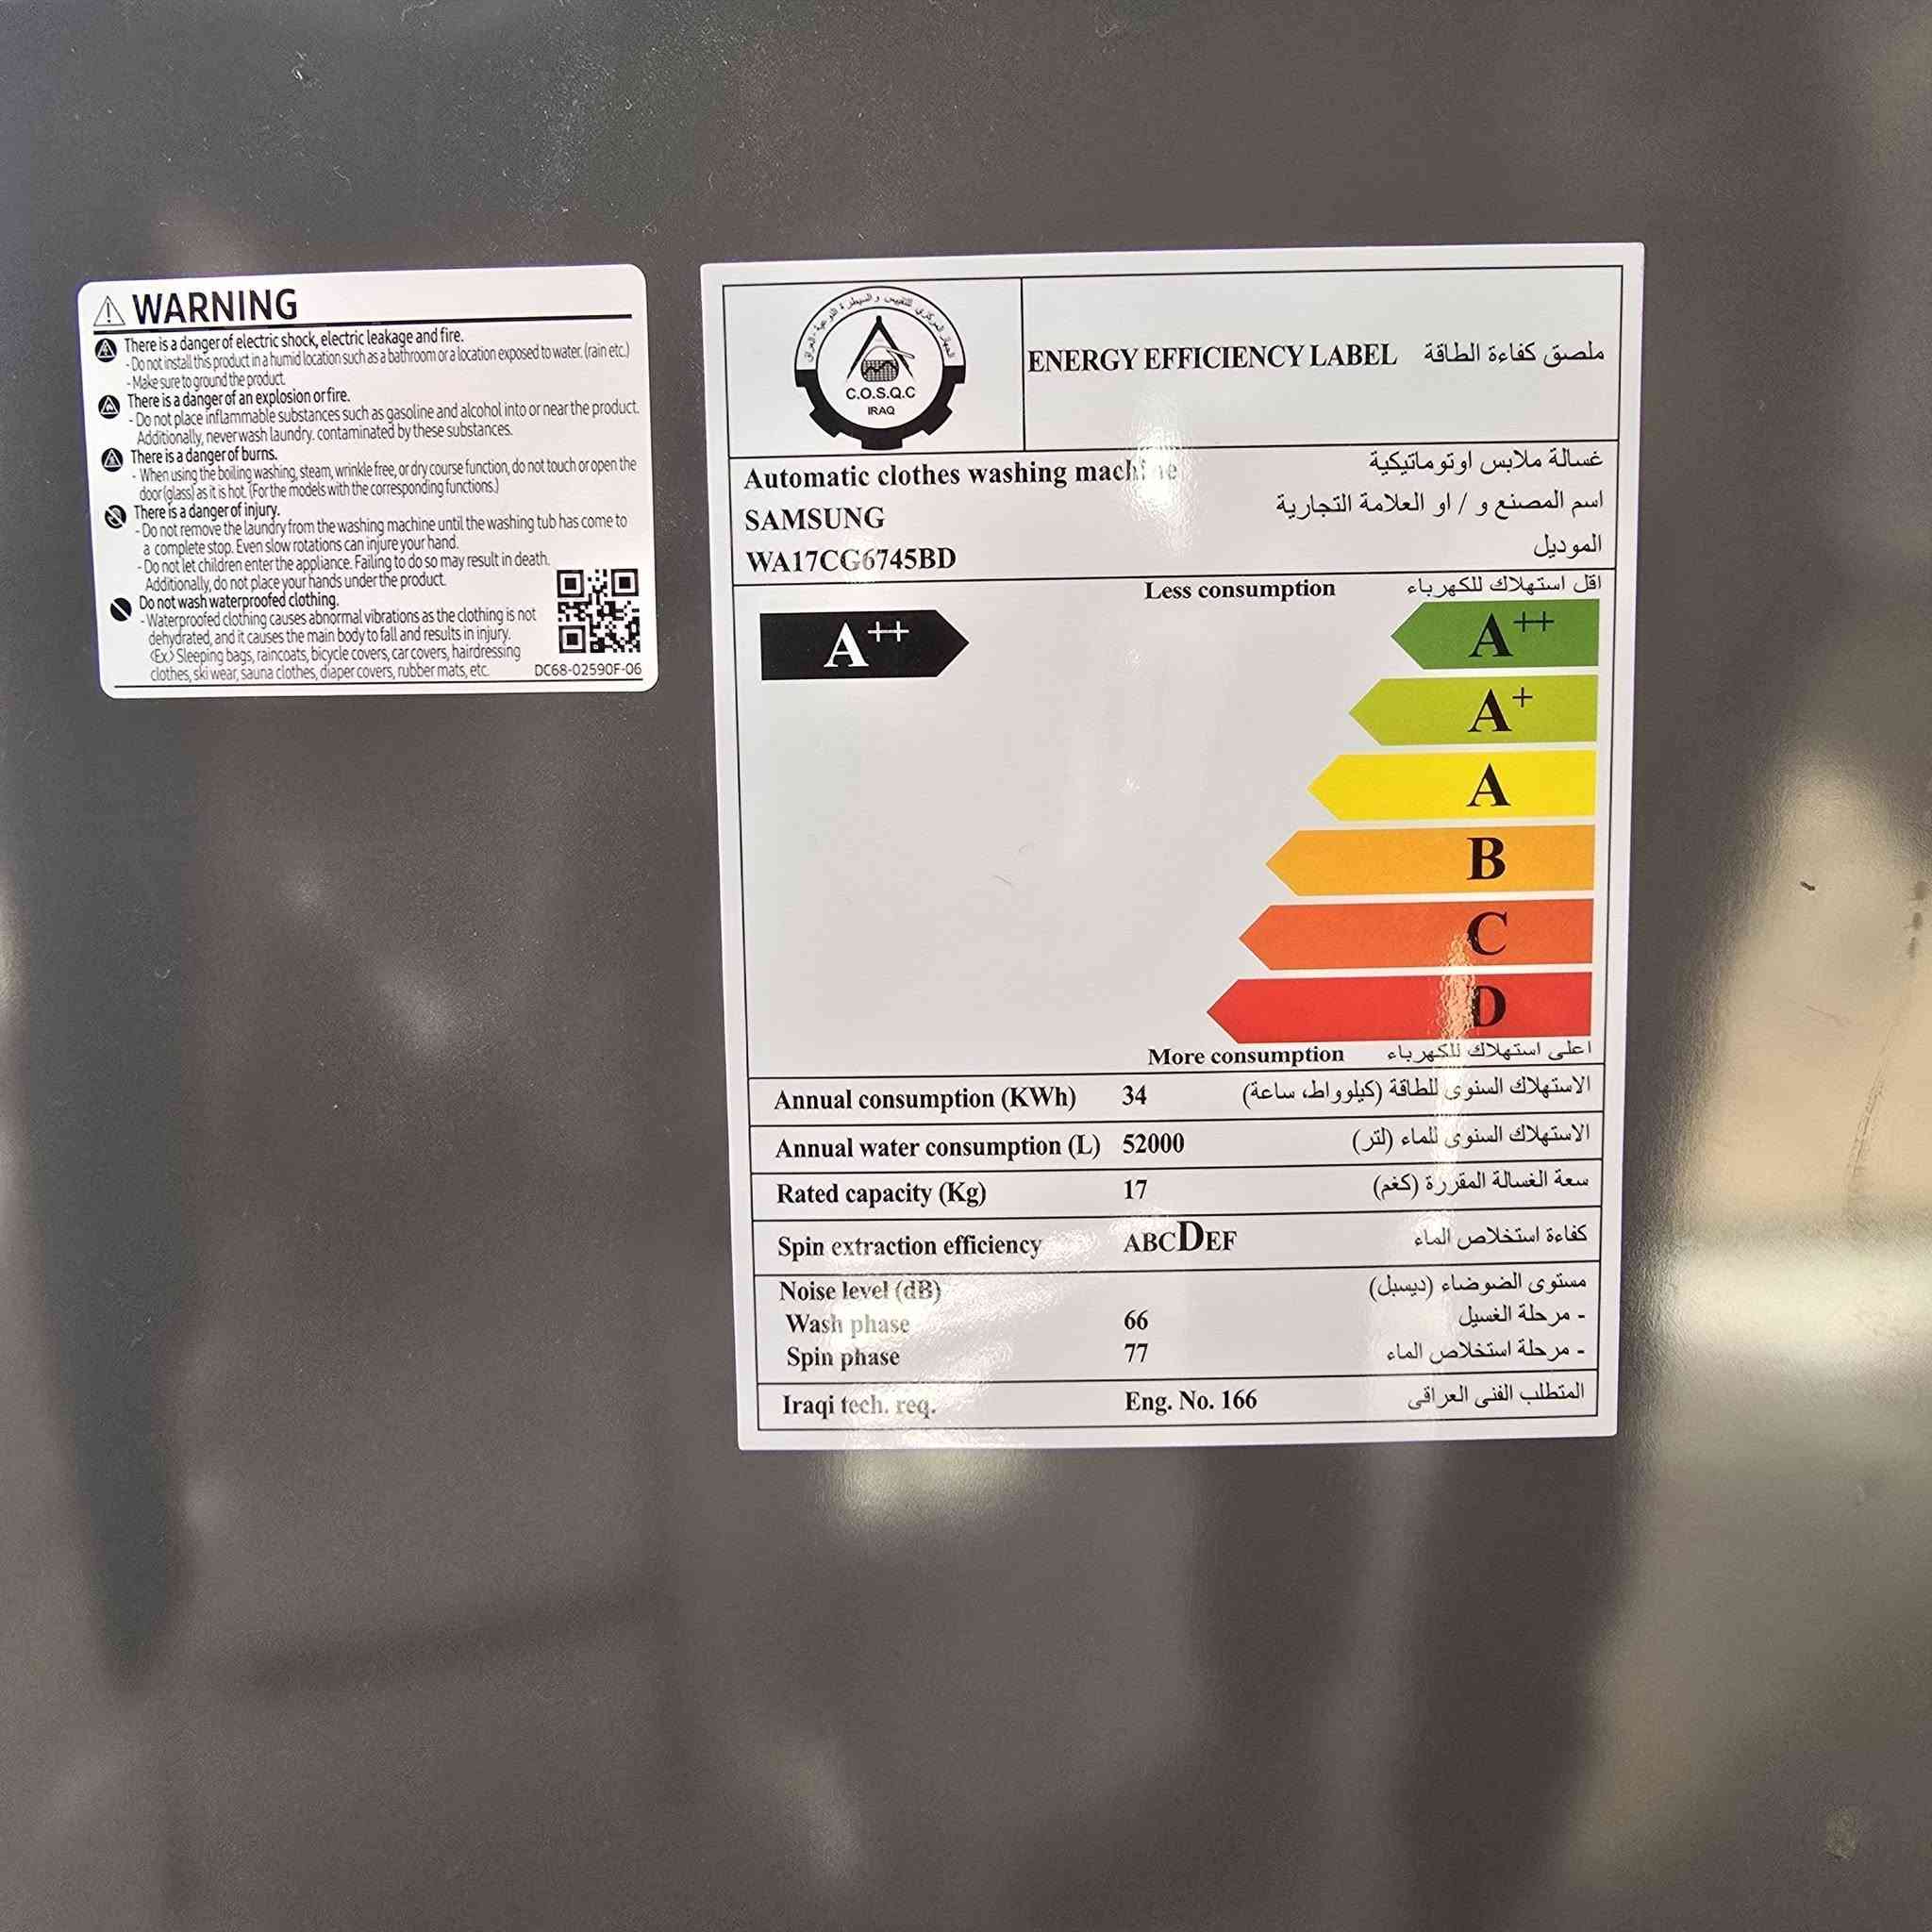 WARNING
There is a danger of electric shock, electric leakage and fire.
- Do not install this product in a humid location such as a bathroom or a location exposed to water. (rain etc.)
- Make sure to ground the product.
There is a danger of an explosion or fire.
- Do not place inflammable substances such as gasoline and alcohol into or near the product.
Additionally, never wash laundry. contaminated by these substances.
There is a danger of burns.
- When using the boiling washing, steam, wrinkle free, or dry course function, do not touch or open the
door(glass) as it is hot. (For the models with the corresponding functions.)
There is a danger of injury.
- Do not remove the laundry from the washing machine until the washing tub has come to
a complete stop. Even slow rotations can injure your hand.
- Do not let children enter the appliance. Failing to do so may result in death.
Additionally, do not place your hands under the product.
Do not wash waterproofed clothing.
- Waterproofed clothing causes abnormal vibrations as the clothing is not
dehydrated, and it causes the main body to fall and results in injury.
<Ex> Sleeping bags, raincoats, bicycle covers, car covers, hairdressing
clothes, ski wear, sauna clothes, diaper covers, rubber mats, etc.
DC68-02590F-06
الجهاز المركزي للتقييس والسيطرة النوعية - العراق
C.O.S.Q.C
IRAQ
ENERGY EFFICIENCY LABEL ملصق كفاءة الطاقة
Automatic clothes washing machine غسالة ملابس اوتوماتيكية
SAMSUNG اسم المصنع و / او العلامة التجارية
WA17CG6745BD الموديل
Less consumption اقل استهلاك للكهرباء
A++ A++
A+
A
B
C
D
More consumption اعلى استهلاك للكهرباء
Annual consumption (KWh) 34 الاستهلاك السنوي للطاقة (كيلوواط، ساعة)
Annual water consumption (L) 52000 الاستهلاك السنوي للماء (لتر)
Rated capacity (Kg) 17 سعة الغسالة المقررة (كغم)
Spin extraction efficiency ABCDEF كفاءة استخلاص الماء
Noise level (dB) مستوى الضوضاء (ديسبل)
Wash phase 66 - مرحلة الغسيل
Spin phase 77 - مرحلة استخلاص الماء
Iraqi tech. req. Eng. No. 166 المتطلب الفني العراقي